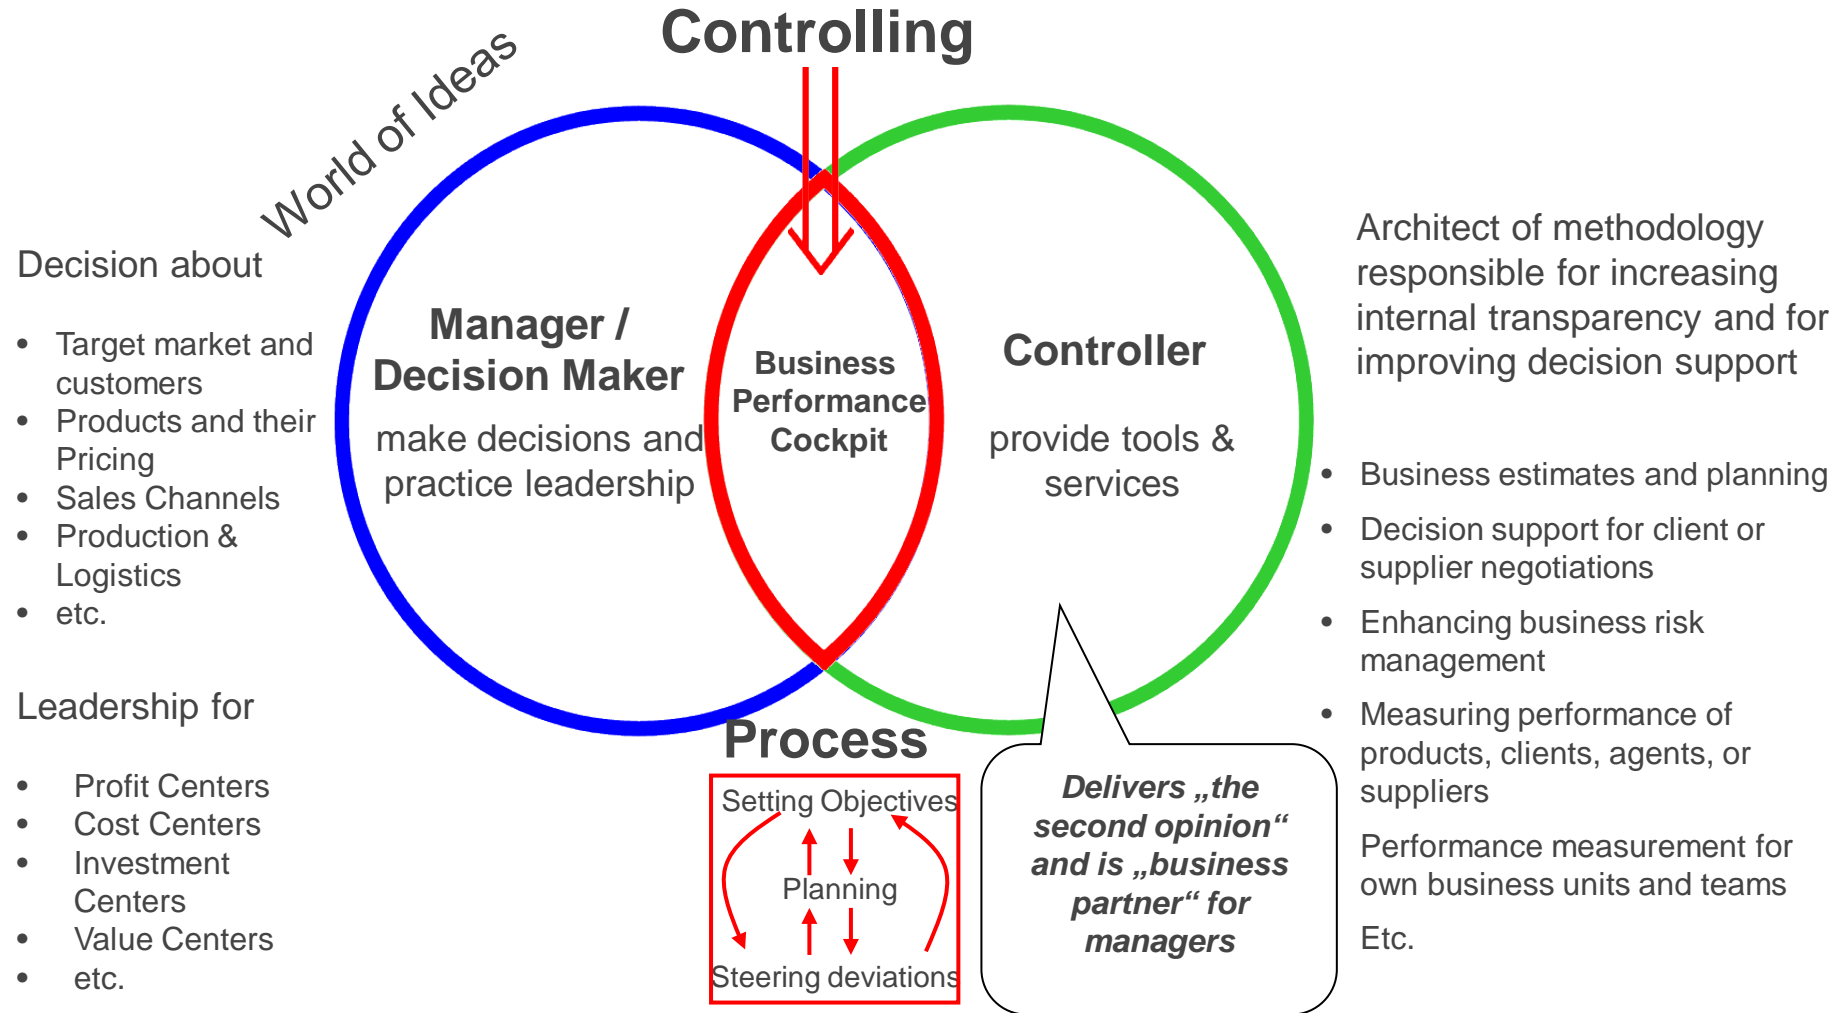 Controlling
World of Ideas
Decision about
• Target market and
customers
• Products and their
Pricing
• Sales Channels
• Production &
Logistics
• etc.
Leadership for
• Profit Centers
• Cost Centers
• Investment
Centers
• Value Centers
• etc.
Manager /
Decision Maker
make decisions and
practice leadership
Business
Performance
Cockpit
Controller
provide tools &
services
Process
Setting Objectives
Planning
Steering deviations
Delivers „the
second opinion“
and is „business
partner“ for
managers
Architect of methodology
responsible for increasing
internal transparency and for
improving decision support
• Business estimates and planning
• Decision support for client or
supplier negotiations
• Enhancing business risk
management
• Measuring performance of
products, clients, agents, or
suppliers
Performance measurement for
own business units and teams
Etc.